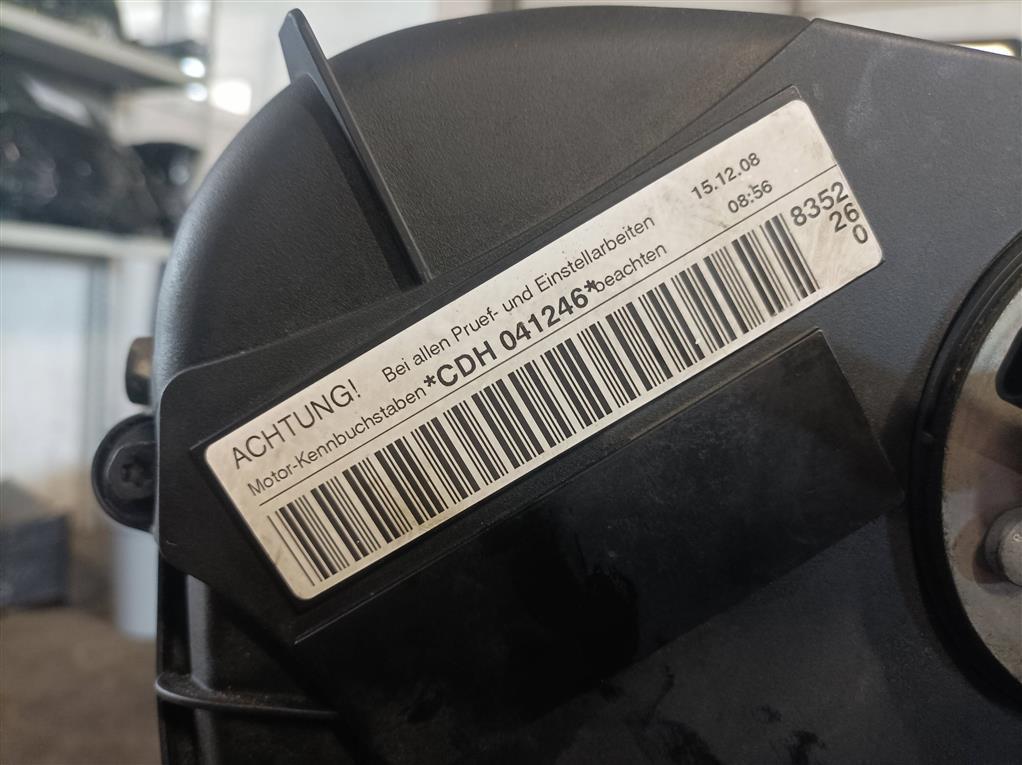 ACHTUNG! Bei allen Pruef- und Einstellarbeiten 15.12.08
Motor-Kennbuchstaben *CDH 041246* beachten 08:56
8352
26
0